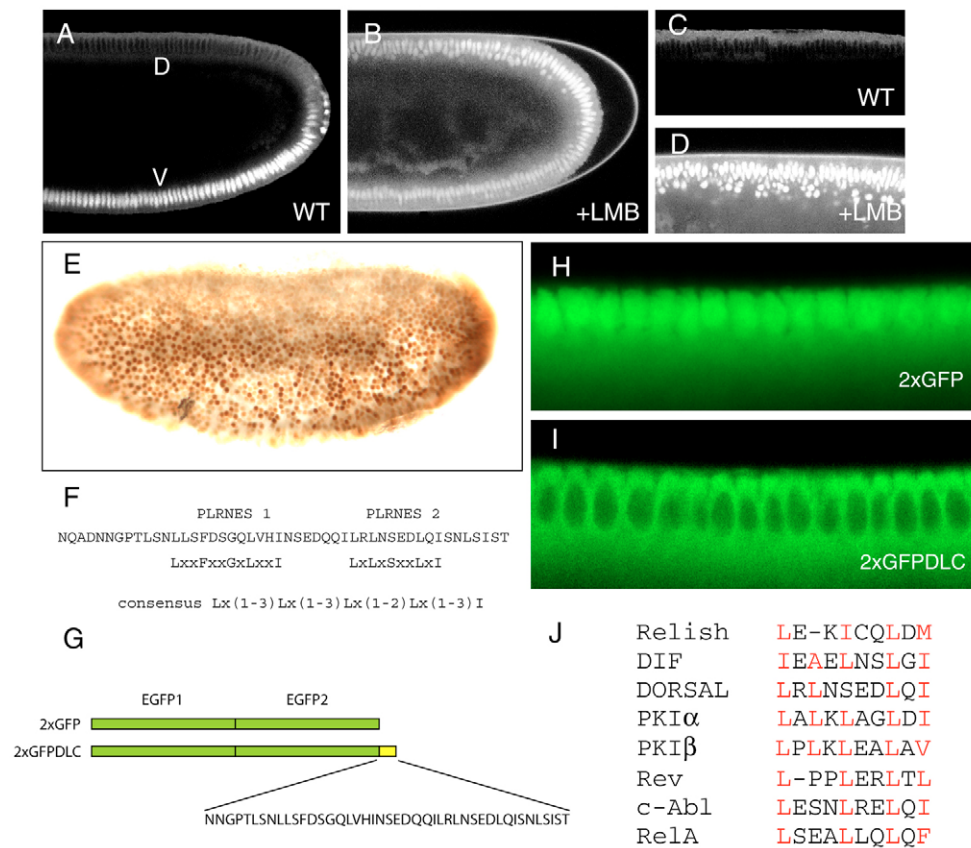 A
D
V
WT
B
+LMB
C
WT
D
+LMB
E
F
PLRNES 1 PLRNES 2
NQADNNGPTLSNLLSFDSGQLVHINSEDQQILRLNSEDLQISNLSIST
LxxFxxGxLxxI LxLxSxxLxI
consensus Lx(1-3)Lx(1-3)Lx(1-2)Lx(1-3)I
G
EGFP1 EGFP2
2xGFP
2xGFPDLC
NNGPTLSNLLSFDSGQLVHINSEDQQILRLNSEDLQISNLSIST
H
2xGFP
I
2xGFPDLC
J
Relish LE-KICQLDM
DIF IEAELNSLGI
DORSAL LRLNSEDLQI
PKIα LALKLAGLDI
PKIβ LPLKLEALAV
Rev L-PPLERLTL
c-Abl LESNLRELQI
RelA LSEALLQLQF